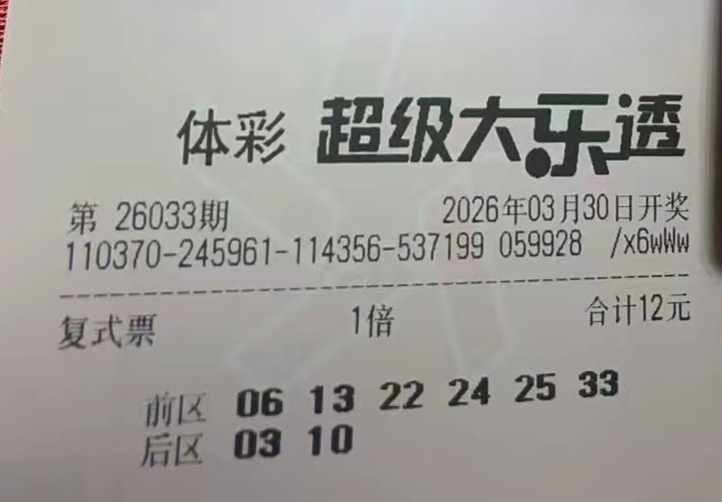 体彩 超级大乐透
第 26033期 2026年03月30日开奖
110370-245961-114356-537199 059928 /x6wWw
复式票 1倍 合计12元
前区 06 13 22 24 25 33
后区 03 10